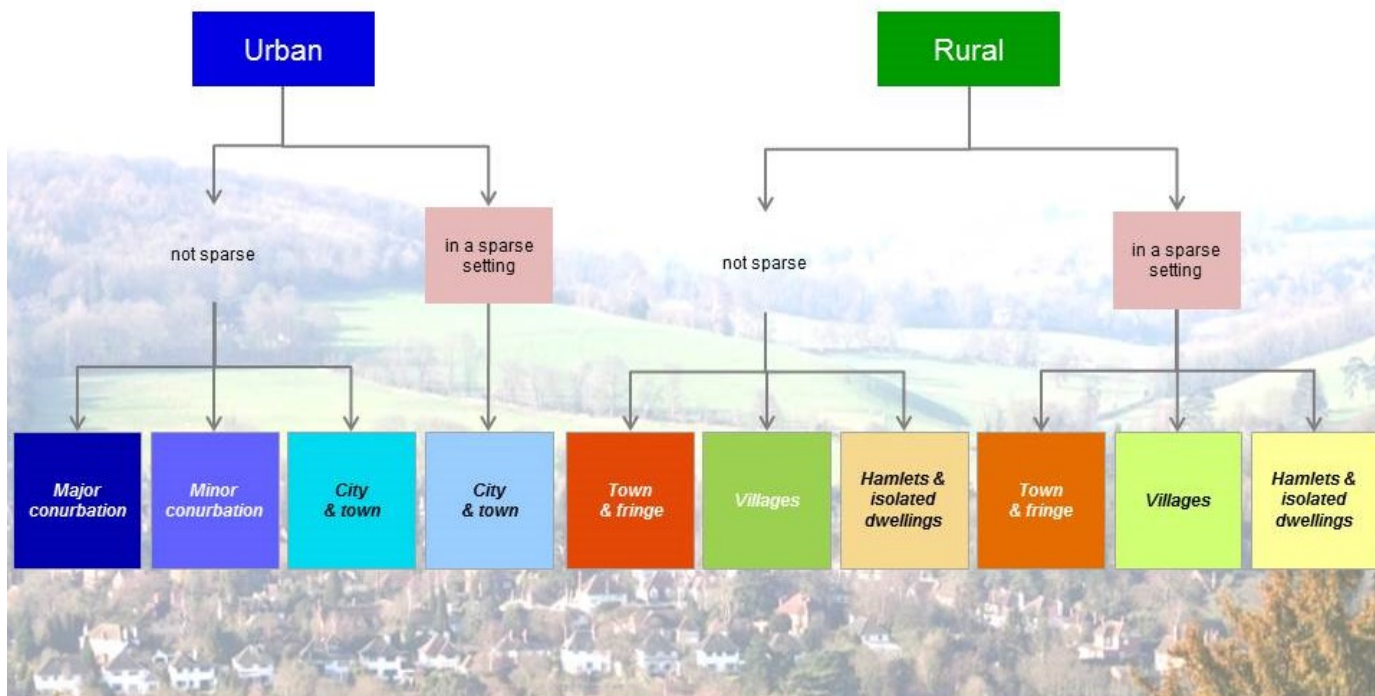 Urban
Rural
not sparse
in a sparse
setting
not sparse
in a sparse
setting
Major
conurbation
Minor
conurbation
City
& town
City
& town
Town
& fringe
Villages
Hamlets &
isolated
dwellings
Town
& fringe
Villages
Hamlets &
isolated
dwellings